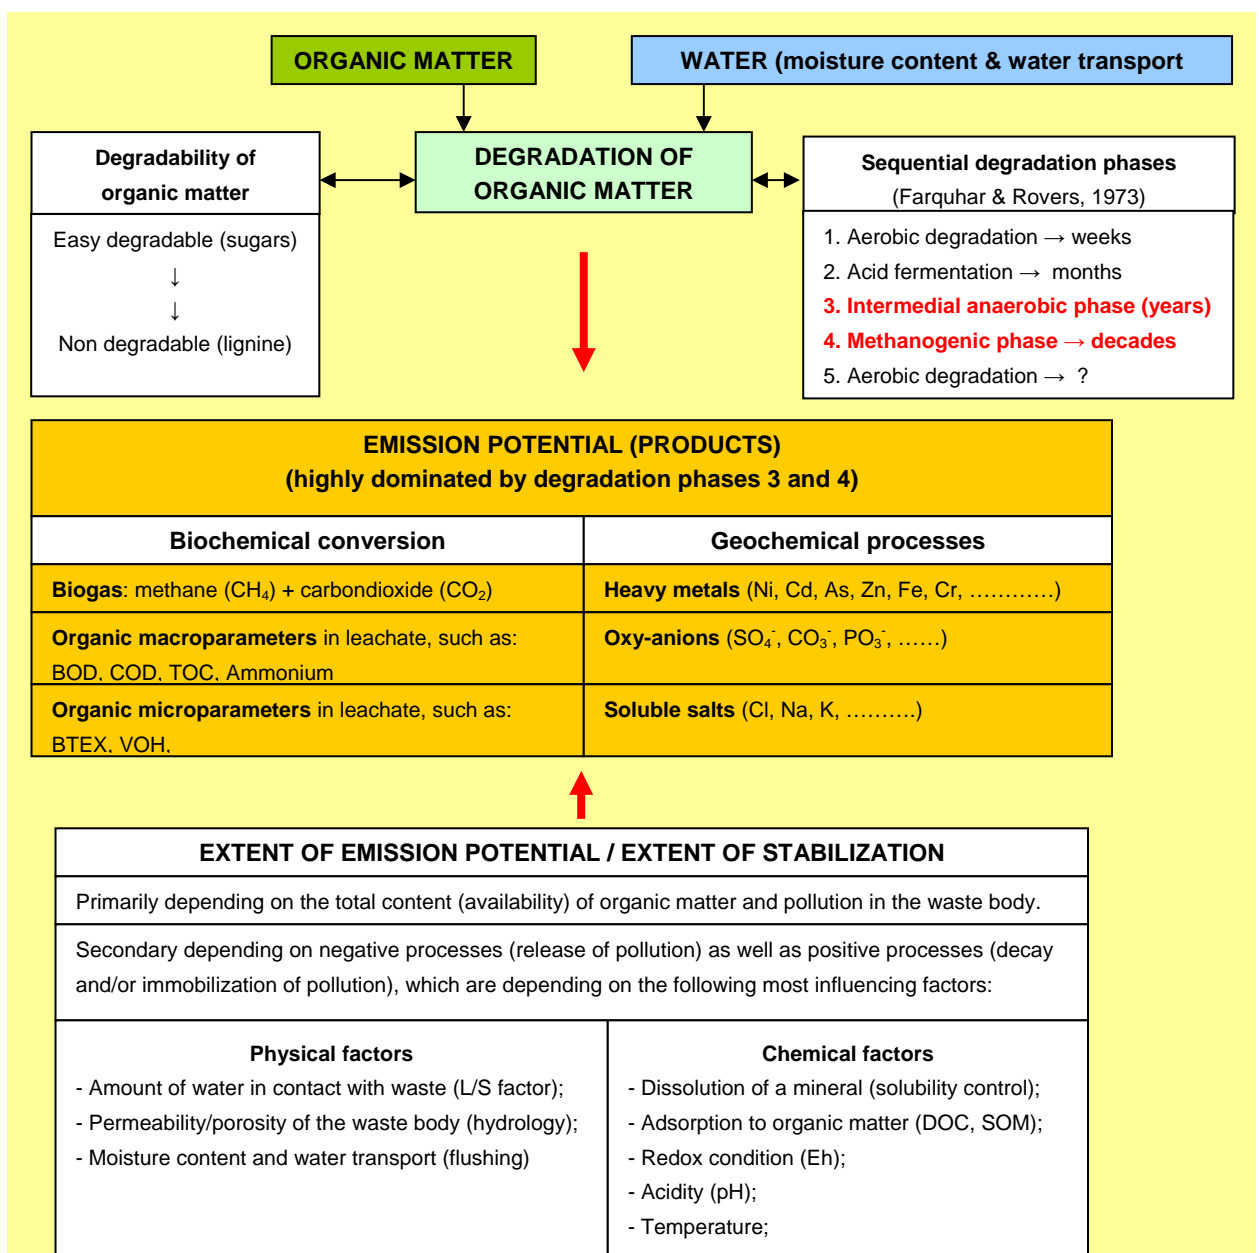 ORGANIC MATTER
WATER (moisture content & water transport
Degradability of
organic matter
Easy degradable (sugars)
↓
↓
Non degradable (lignine)
DEGRADATION OF
ORGANIC MATTER
Sequential degradation phases
(Farquhar & Rovers, 1973)
1. Aerobic degradation → weeks
2. Acid fermentation → months
3. Intermedial anaerobic phase (years)
4. Methanogenic phase → decades
5. Aerobic degradation → ?
EMISSION POTENTIAL (PRODUCTS)
(highly dominated by degradation phases 3 and 4)
Biochemical conversion
Geochemical processes
Biogas: methane (CH₄) + carbondioxide (CO₂)
Heavy metals (Ni, Cd, As, Zn, Fe, Cr, …………)
Organic macroparameters in leachate, such as:
BOD, COD, TOC, Ammonium
Oxy-anions (SO₄⁻, CO₃⁻, PO₃⁻, ……)
Organic microparameters in leachate, such as:
BTEX, VOH,
Soluble salts (Cl, Na, K, ……….)
EXTENT OF EMISSION POTENTIAL / EXTENT OF STABILIZATION
Primarily depending on the total content (availability) of organic matter and pollution in the waste body.
Secondary depending on negative processes (release of pollution) as well as positive processes (decay
and/or immobilization of pollution), which are depending on the following most influencing factors:
Physical factors
- Amount of water in contact with waste (L/S factor);
- Permeability/porosity of the waste body (hydrology);
- Moisture content and water transport (flushing)
Chemical factors
- Dissolution of a mineral (solubility control);
- Adsorption to organic matter (DOC, SOM);
- Redox condition (Eh);
- Acidity (pH);
- Temperature;